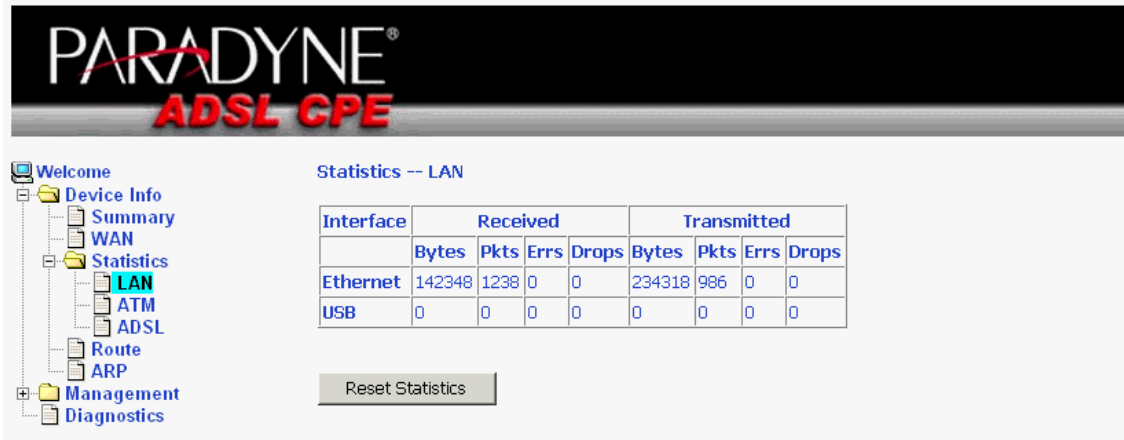 PARADYNE®
ADSL CPE
Welcome
Device Info
Summary
WAN
Statistics
LAN
ATM
ADSL
Route
ARP
Management
Diagnostics
Statistics -- LAN
Interface Received Transmitted
Bytes Pkts Errs Drops Bytes Pkts Errs Drops
Ethernet 142348 1238 0 0 234318 986 0 0
USB 0 0 0 0 0 0 0 0
Reset Statistics